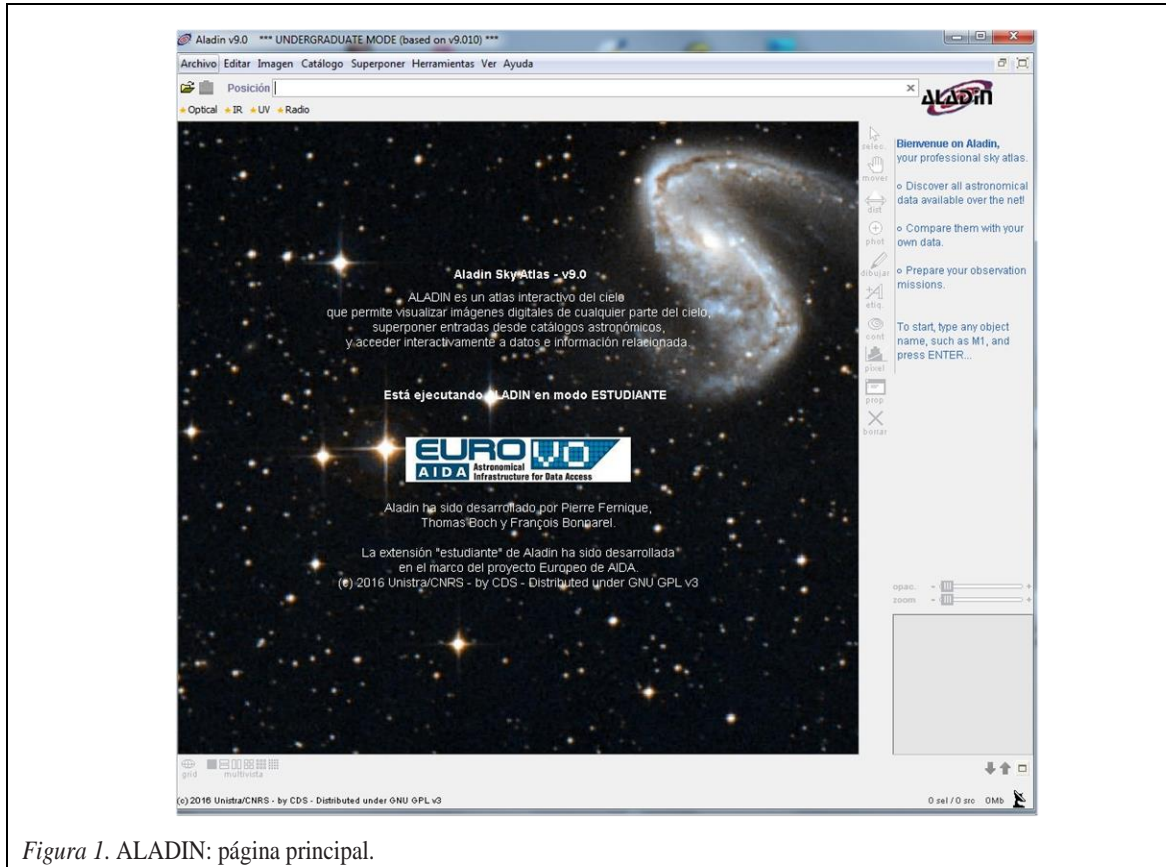 Aladin v9.0 *** UNDERGRADUATE MODE (based on v9.010) ***
Archivo Editar Imagen Catálogo Superponer Herramientas Ver Ayuda
Posición
Optical IR UV Radio
ALADIN
selec.
mover
dist
phot
dibujar
etiq.
cont
pixel
prop
borrar
Bienvenue on Aladin,
your professional sky atlas.
Discover all astronomical
data available over the net!
Compare them with your
own data.
Prepare your observation
missions.
To start, type any object
name, such as M1, and
press ENTER...
Aladin Sky Atlas - v9.0
ALADIN es un atlas interactivo del cielo
que permite visualizar imágenes digitales de cualquier parte del cielo,
superponer entradas desde catálogos astronómicos,
y acceder interactivamente a datos e información relacionada
Está ejecutando ALADIN en modo ESTUDIANTE
EURO VO
AIDA Astronomical
Infrastructure for Data Access
Aladin ha sido desarrollado por Pierre Fernique,
Thomas Boch y François Bonnarel.
La extensión "estudiante" de Aladin ha sido desarrollada
en el marco del proyecto Europeo de AIDA.
(c) 2016 Unistra/CNRS - by CDS - Distributed under GNU GPL v3
opac. - +
zoom - +
grid
multivista
(c) 2016 Unistra/CNRS - by CDS - Distributed under GNU GPL v3
0 sel / 0 src 0Mb
Figura 1. ALADIN: página principal.